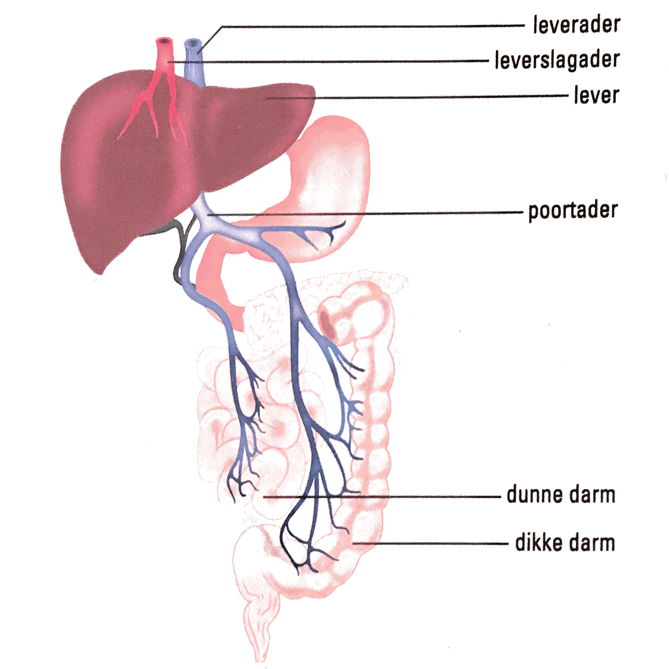 leverader
leverslagader
lever
poortader
dunne darm
dikke darm